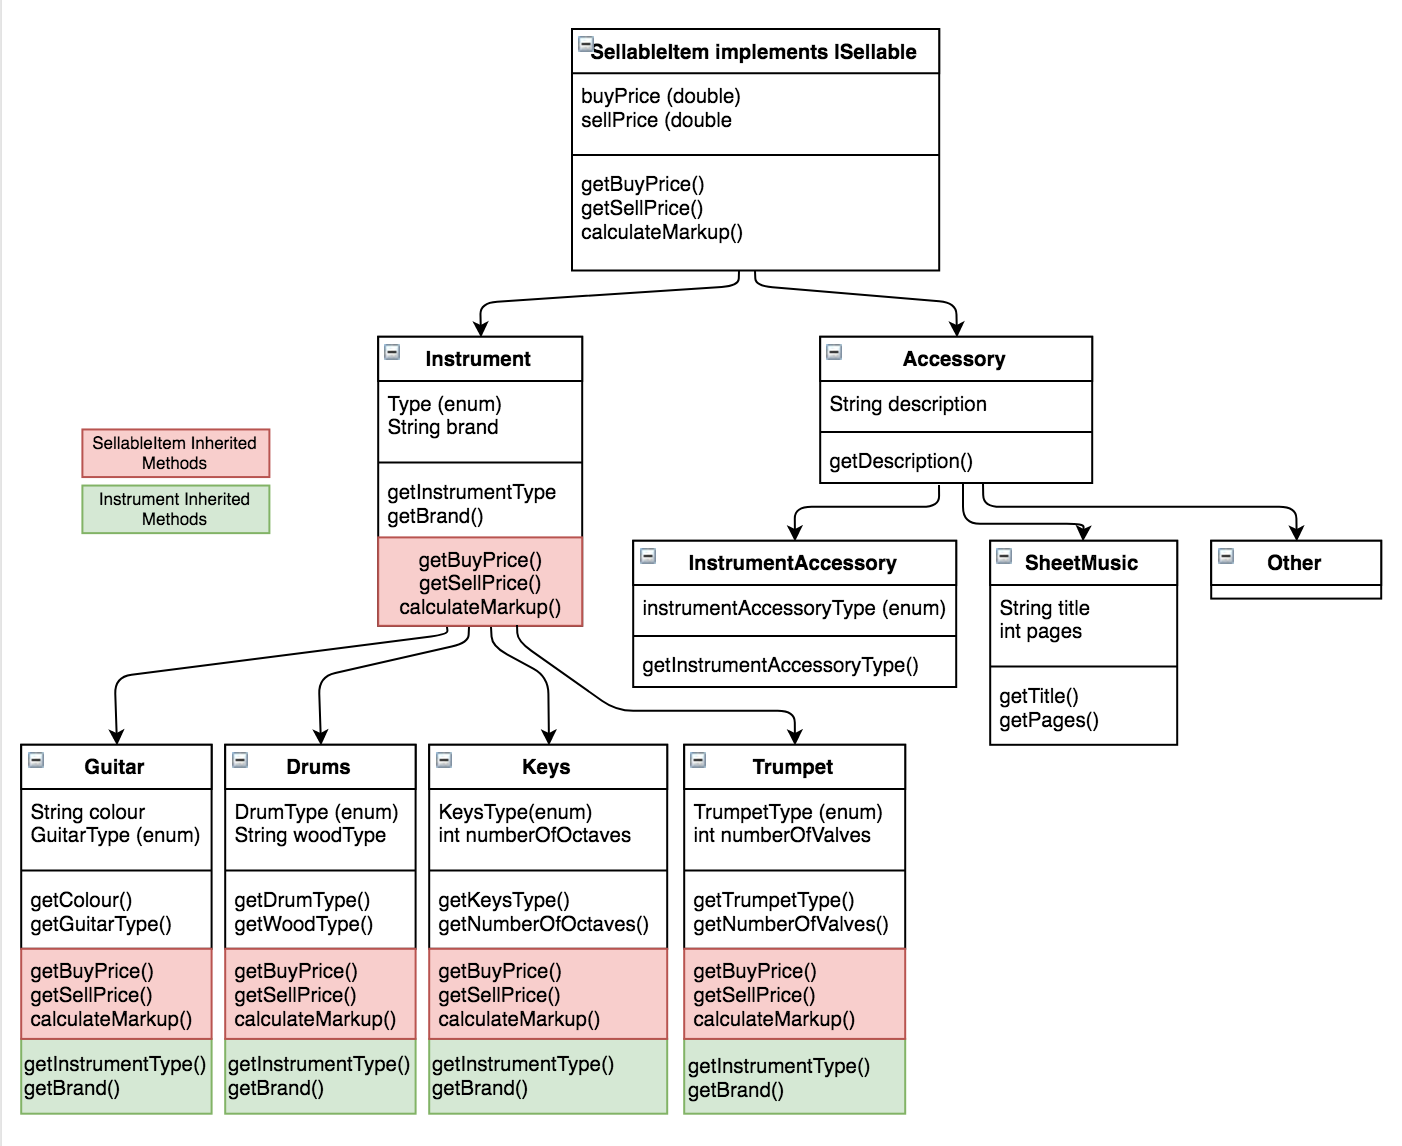 SellableItem implements ISellable
buyPrice (double)
sellPrice (double
getBuyPrice()
getSellPrice()
calculateMarkup()
Instrument
Type (enum)
String brand
getInstrumentType
getBrand()
getBuyPrice()
getSellPrice()
calculateMarkup()
Accessory
String description
getDescription()
SellableItem Inherited
Methods
Instrument Inherited
Methods
InstrumentAccessory
instrumentAccessoryType (enum)
getInstrumentAccessoryType()
SheetMusic
String title
int pages
getTitle()
getPages()
Other
Guitar
String colour
GuitarType (enum)
getColour()
getGuitarType()
getBuyPrice()
getSellPrice()
calculateMarkup()
getInstrumentType()
getBrand()
Drums
DrumType (enum)
String woodType
getDrumType()
getWoodType()
getBuyPrice()
getSellPrice()
calculateMarkup()
getInstrumentType()
getBrand()
Keys
KeysType(enum)
int numberOfOctaves
getKeysType()
getNumberOfOctaves()
getBuyPrice()
getSellPrice()
calculateMarkup()
getInstrumentType()
getBrand()
Trumpet
TrumpetType (enum)
int numberOfValves
getTrumpetType()
getNumberOfValves()
getBuyPrice()
getSellPrice()
calculateMarkup()
getInstrumentType()
getBrand()